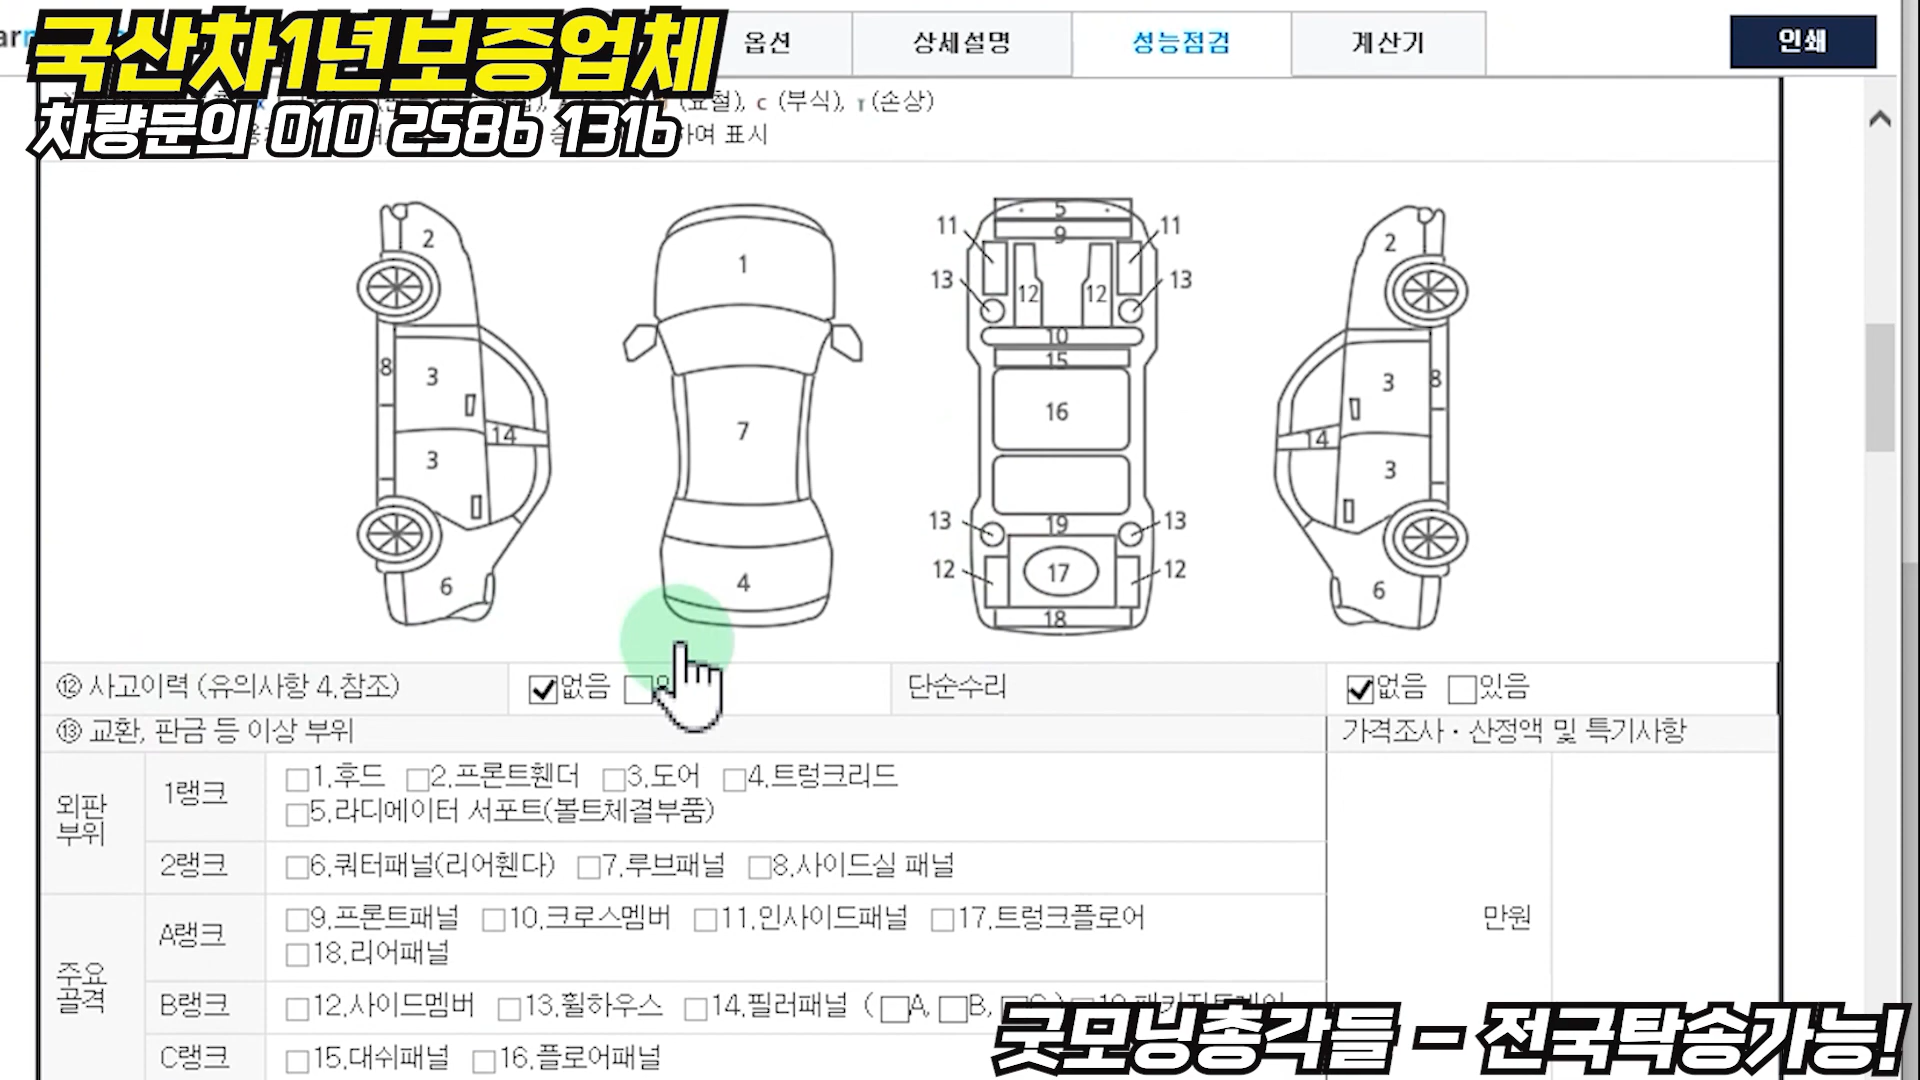 국산차1년보증업체
차량문의 010 2586 1316
옵션
상세설명
성능점검
계산기
인쇄
(요철), C (부식), T (손상)
하여 표시
2
8
3
14
3
6
1
7
4
5
9
11
11
13
13
12
12
10
15
16
13
19
13
12
17
12
18
2
3
8
14
3
6
⑫ 사고이력 (유의사항 4.참조)
없음
단순수리
없음 있음
⑬ 교환, 판금 등 이상 부위
가격조사·산정액 및 특기사항
외판
부위
1랭크
1.후드 2.프론트휀더 3.도어 4.트렁크리드
5.라디에이터 서포트(볼트체결부품)
2랭크
6.쿼터패널(리어휀다) 7.루브패널 8.사이드실 패널
주요
골격
A랭크
9.프론트패널 10.크로스멤버 11.인사이드패널 17.트렁크플로어
18.리어패널
만원
B랭크
12.사이드멤버 13.휠하우스 14.필러패널 ( A, B,
C랭크
15.대쉬패널 16.플로어패널
굿모닝총각들 - 전국탁송가능!